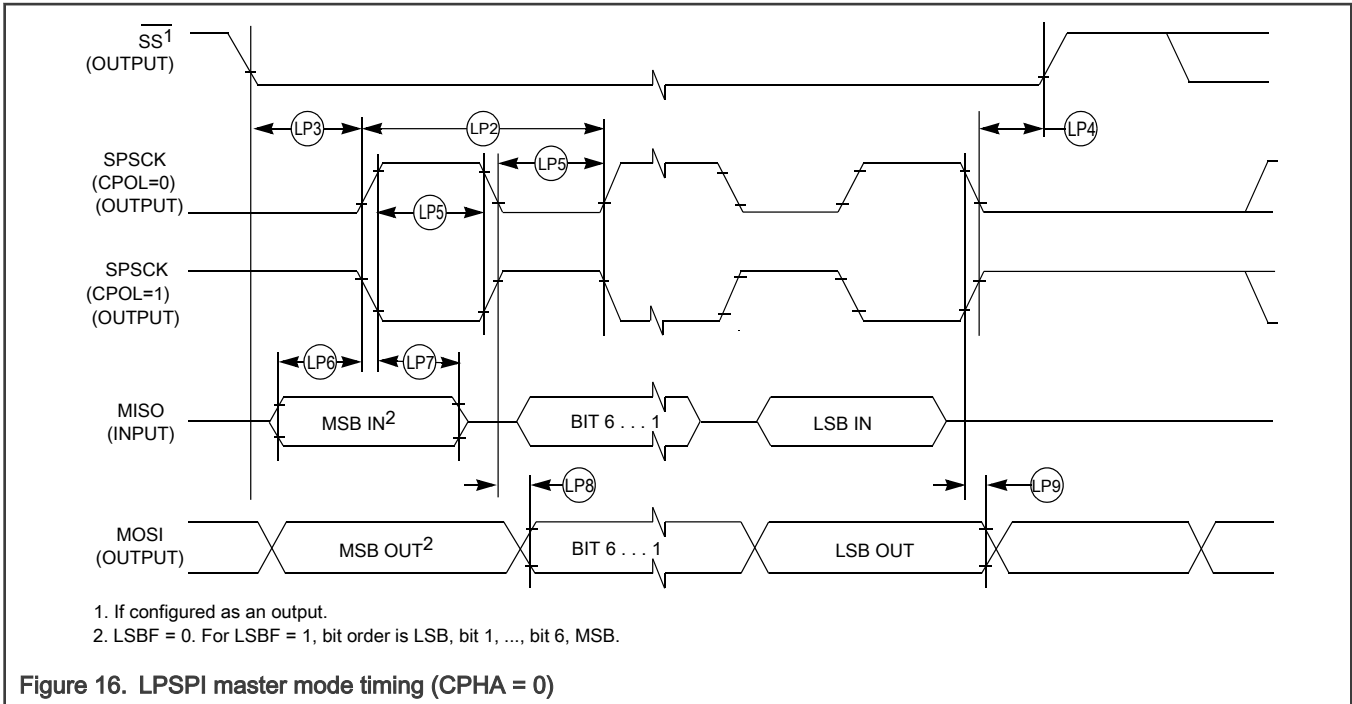 SS1
(OUTPUT)
LP3
LP2
LP4
SPSCK
(CPOL=0)
(OUTPUT)
LP5
LP5
SPSCK
(CPOL=1)
(OUTPUT)
LP6
LP7
MISO
(INPUT)
MSB IN2
BIT 6 . . . 1
LSB IN
LP8
LP9
MOSI
(OUTPUT)
MSB OUT2
BIT 6 . . . 1
LSB OUT
1. If configured as an output.
2. LSBF = 0. For LSBF = 1, bit order is LSB, bit 1, ..., bit 6, MSB.
Figure 16. LPSPI master mode timing (CPHA = 0)